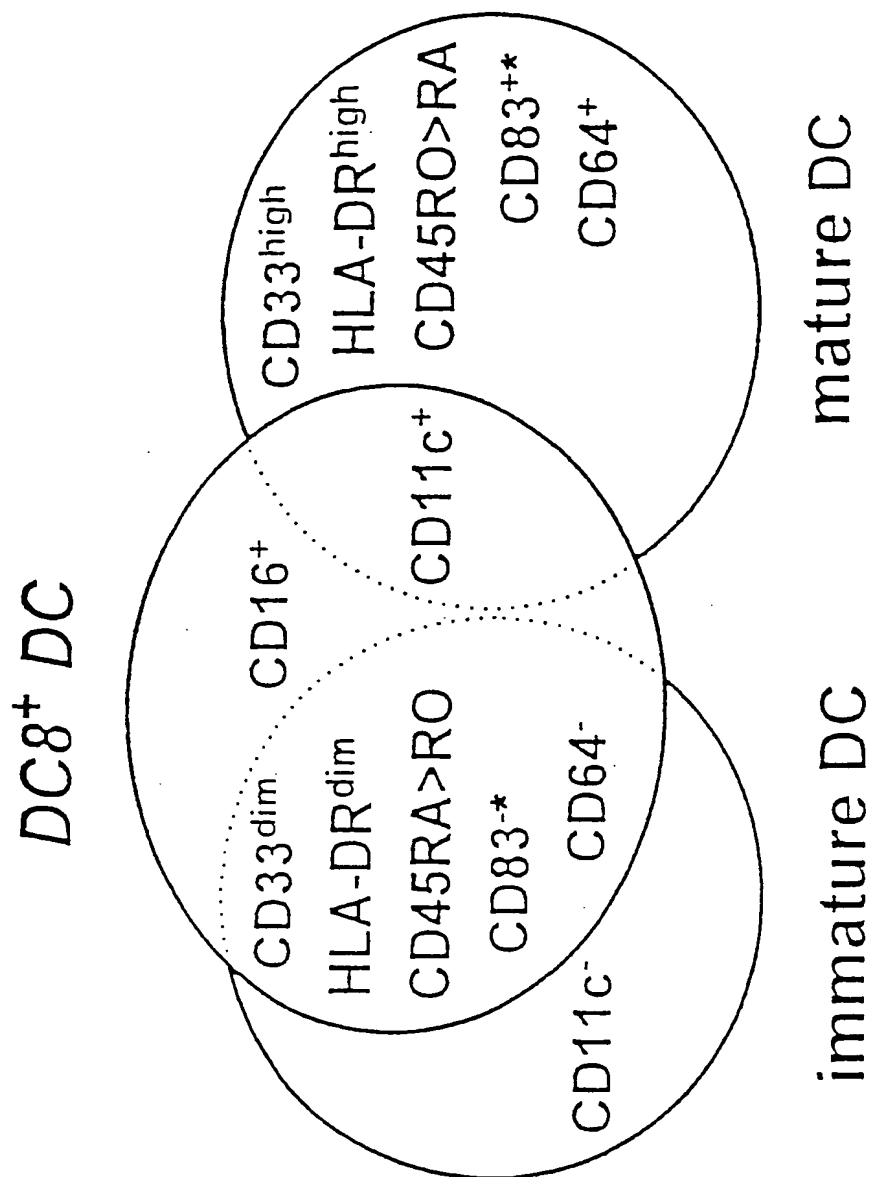 DC8⁺ DC
CD16⁺
CD33ᵈⁱᵐ
HLA-DRᵈⁱᵐ
CD45RA>RO
CD83⁻*
CD64⁻
CD11c⁺
CD33ʰⁱᵍʰ
HLA-DRʰⁱᵍʰ
CD45RO>RA
CD83⁺*
CD64⁺
CD11c⁻
immature DC
mature DC